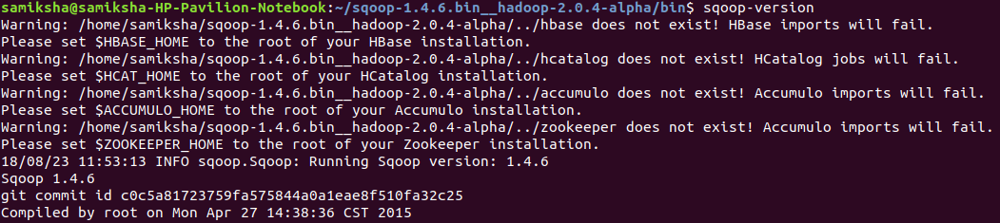 samiksha@samiksha-HP-Pavilion-Notebook:~/sqoop-1.4.6.bin__hadoop-2.0.4-alpha/bin$ sqoop-version
Warning: /home/samiksha/sqoop-1.4.6.bin__hadoop-2.0.4-alpha/../hbase does not exist! HBase imports will fail.
Please set $HBASE_HOME to the root of your HBase installation.
Warning: /home/samiksha/sqoop-1.4.6.bin__hadoop-2.0.4-alpha/../hcatalog does not exist! HCatalog jobs will fail.
Please set $HCAT_HOME to the root of your HCatalog installation.
Warning: /home/samiksha/sqoop-1.4.6.bin__hadoop-2.0.4-alpha/../accumulo does not exist! Accumulo imports will fail.
Please set $ACCUMULO_HOME to the root of your Accumulo installation.
Warning: /home/samiksha/sqoop-1.4.6.bin__hadoop-2.0.4-alpha/../zookeeper does not exist! Accumulo imports will fail.
Please set $ZOOKEEPER_HOME to the root of your Zookeeper installation.
18/08/23 11:53:13 INFO sqoop.Sqoop: Running Sqoop version: 1.4.6
Sqoop 1.4.6
git commit id c0c5a81723759fa575844a0a1eae8f510fa32c25
Compiled by root on Mon Apr 27 14:38:36 CST 2015